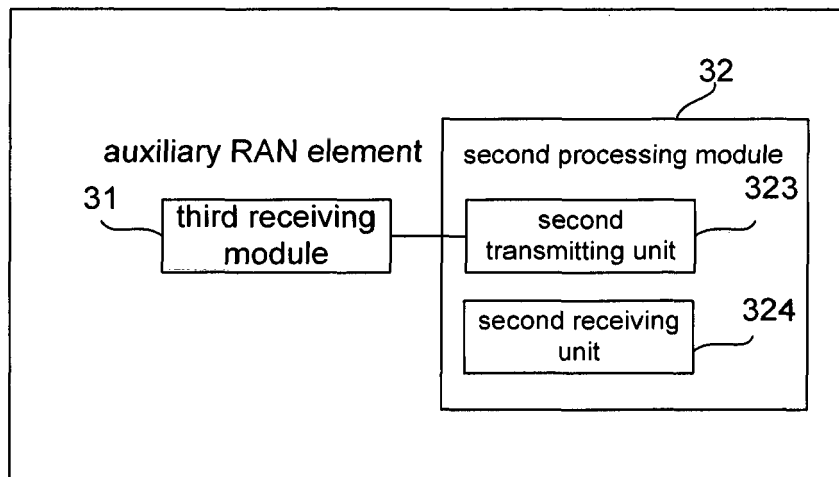 32
auxiliary RAN element
second processing module
31
323
third receiving
module
second
transmitting unit
324
second receiving
unit